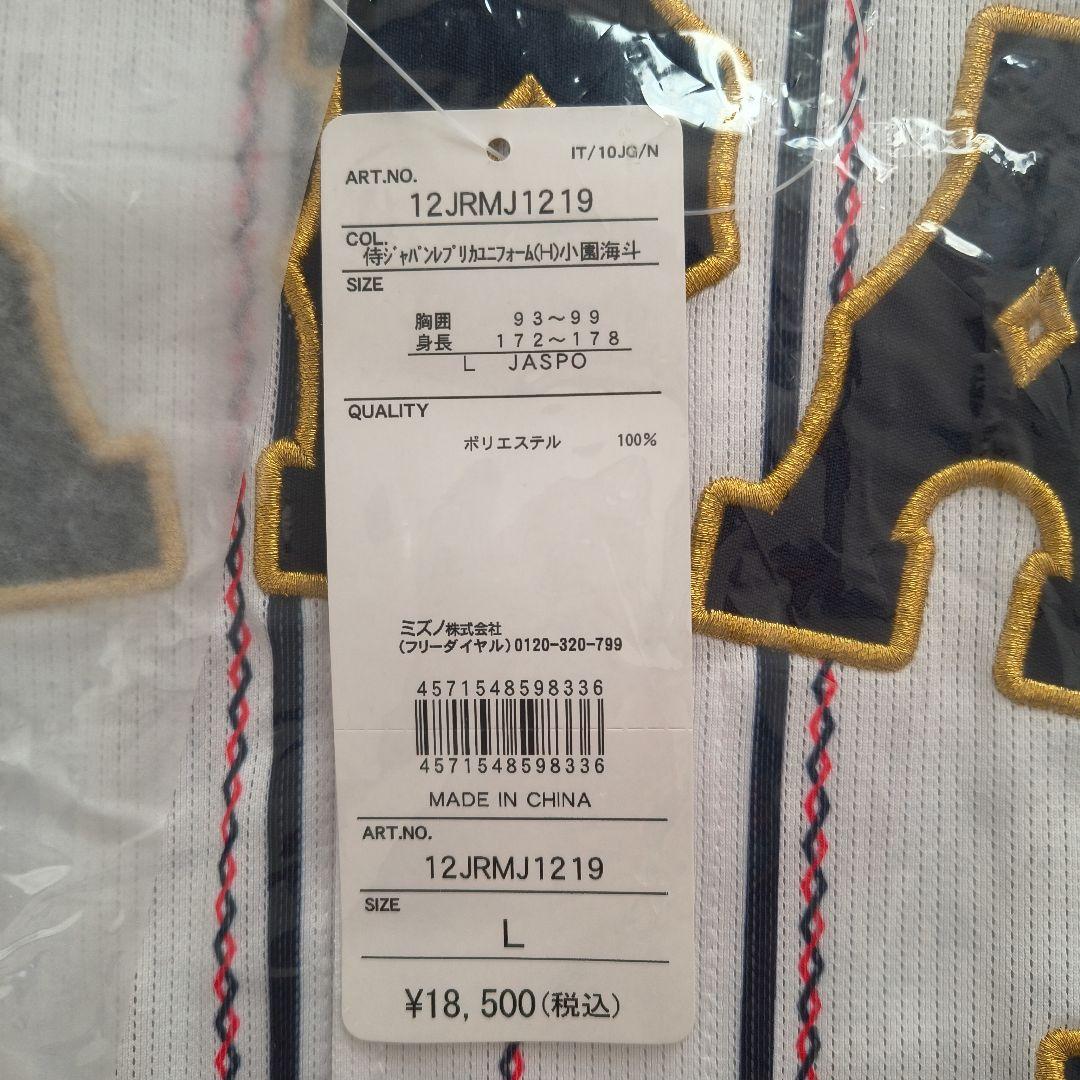 IT/10JG/N
ART.NO.
12JRMJ1219
COL.
侍ｼﾞｬﾊﾟﾝﾚﾌﾟﾘｶﾕﾆﾌｫｰﾑ(H)小園海斗
SIZE
胸囲 93～99
身長 172～178
L JASPO
QUALITY
ポリエステル 100%
ミズノ株式会社
(フリーダイヤル)0120-320-799
4571548598336
4571548598336
MADE IN CHINA
ART.NO.
12JRMJ1219
SIZE
L
¥18,500(税込)